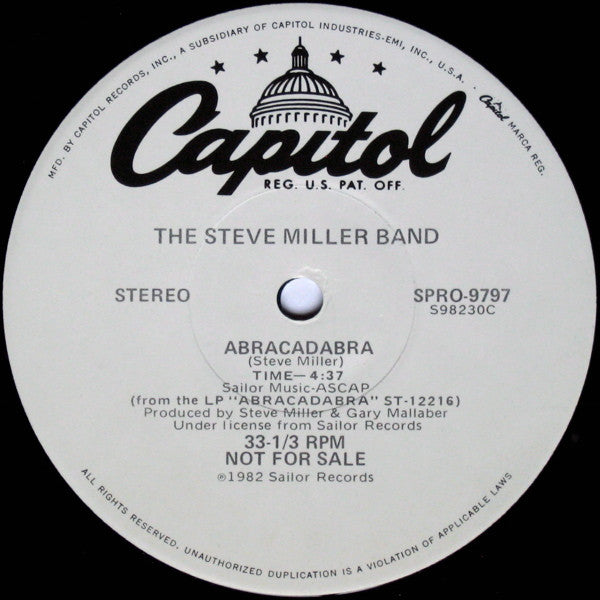 MFD. BY CAPITOL RECORDS, INC., A SUBSIDIARY OF CAPITOL INDUSTRIES-EMI, INC., U.S.A. · Capitol MARCA REG.
Capitol
REG. U.S. PAT. OFF.
THE STEVE MILLER BAND
STEREO
SPRO-9797
S98230C
ABRACADABRA
(Steve Miller)
TIME—4:37
Sailor Music-ASCAP
(from the LP "ABRACADABRA" ST-12216)
Produced by Steve Miller & Gary Mallaber
Under license from Sailor Records
33-1/3 RPM
NOT FOR SALE
℗1982 Sailor Records
ALL RIGHTS RESERVED. UNAUTHORIZED DUPLICATION IS A VIOLATION OF APPLICABLE LAWS